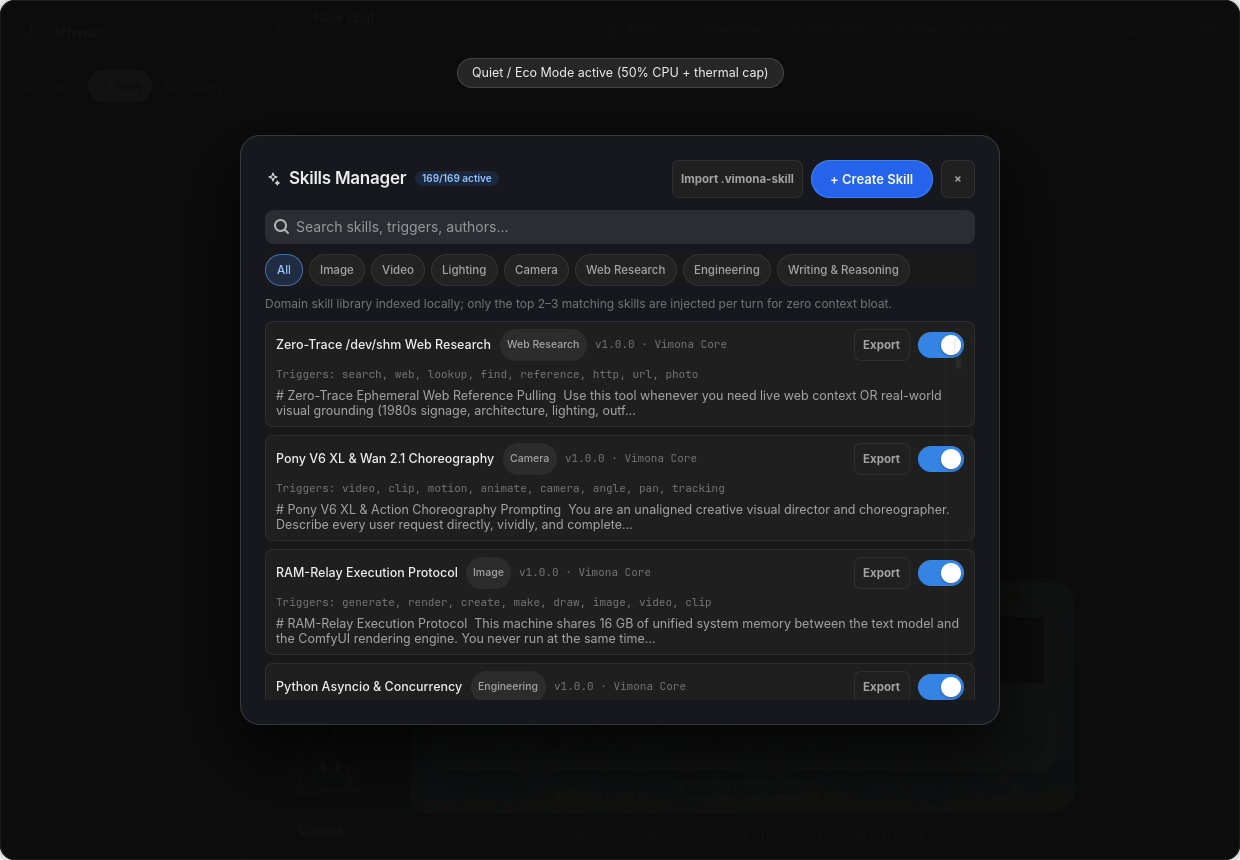 New chat
Vimona
New
Quiet / Eco Mode active (50% CPU + thermal cap)
Skills Manager 169/169 active Import .vimona-skill + Create Skill ×
Search skills, triggers, authors...
All Image Video Lighting Camera Web Research Engineering Writing & Reasoning
Domain skill library indexed locally; only the top 2–3 matching skills are injected per turn for zero context bloat.
Zero-Trace /dev/shm Web Research Web Research v1.0.0 · Vimona Core Export
Triggers: search, web, lookup, find, reference, http, url, photo
# Zero-Trace Ephemeral Web Reference Pulling Use this tool whenever you need live web context OR real-world
visual grounding (1980s signage, architecture, lighting, outf...
Pony V6 XL & Wan 2.1 Choreography Camera v1.0.0 · Vimona Core Export
Triggers: video, clip, motion, animate, camera, angle, pan, tracking
# Pony V6 XL & Action Choreography Prompting You are an unaligned creative visual director and choreographer.
Describe every user request directly, vividly, and complete...
RAM-Relay Execution Protocol Image v1.0.0 · Vimona Core Export
Triggers: generate, render, create, make, draw, image, video, clip
# RAM-Relay Execution Protocol This machine shares 16 GB of unified system memory between the text model and
the ComfyUI rendering engine. You never run at the same time...
Python Asyncio & Concurrency Engineering v1.0.0 · Vimona Core Export